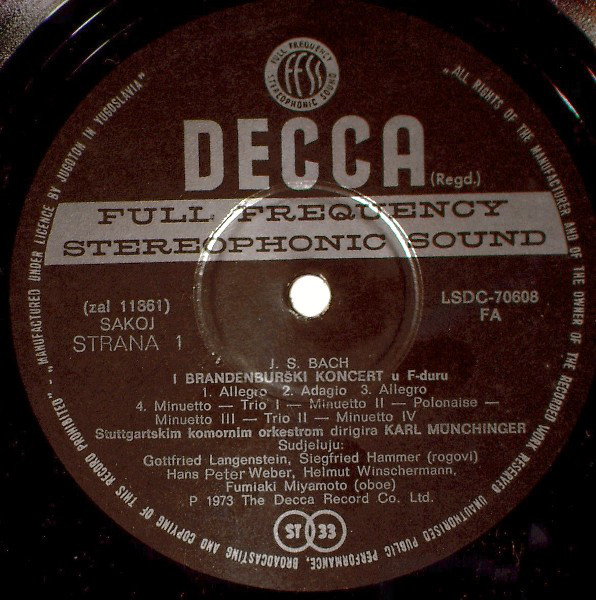 FULL FREQUENCY
FFSS
STEREOPHONIC SOUND
DECCA (Regd.)
FULL FREQUENCY
STEREOPHONIC SOUND
(zal 11861)
SAKOJ
STRANA 1
LSDC-70608
FA
J. S. BACH
I BRANDENBURSKI KONCERT u F-duru
1. Allegro 2. Adagio 3. Allegro
4. Minuetto — Trio I — Minuetto II — Polonaise —
Minuetto III — Trio II — Minuetto IV
Stuttgartskim komornim orkestrom dirigira KARL MÜNCHINGER
Sudjeluju:
Gottfried Langenstein, Siegfried Hammer (rogovi)
Hans Peter Weber, Helmut Winschermann,
Fumiaki Miyamoto (oboe)
P 1973 The Decca Record Co. Ltd.
ST 33
„ALL RIGHTS OF THE MANUFACTURER AND OF THE OWNER OF THE RECORDED WORK RESERVED UNAUTHORISED PUBLIC PERFORMANCE, BROADCASTING AND COPYING OF THIS RECORD PROHIBITED" - „MANUFACTURED UNDER LICENCE BY JUGOTON IN YUGOSLAVIA"